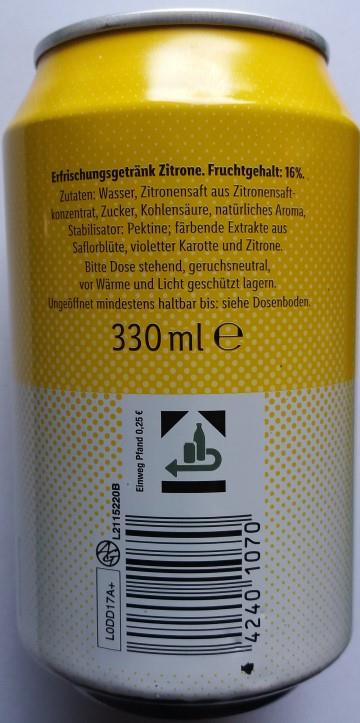 Erfrischungsgetränk Zitrone. Fruchtgehalt: 16%.
Zutaten: Wasser, Zitronensaft aus Zitronensaft-
konzentrat, Zucker, Kohlensäure, natürliches Aroma,
Stabilisator: Pektine; färbende Extrakte aus
Saflorblüte, violetter Karotte und Zitrone.
Bitte Dose stehend, geruchsneutral,
vor Wärme und Licht geschützt lagern.
Ungeöffnet mindestens haltbar bis: siehe Dosenboden.
330 ml e
Einweg Pfand 0,25 €
L2115220B
L0DD17A+
4240 1070